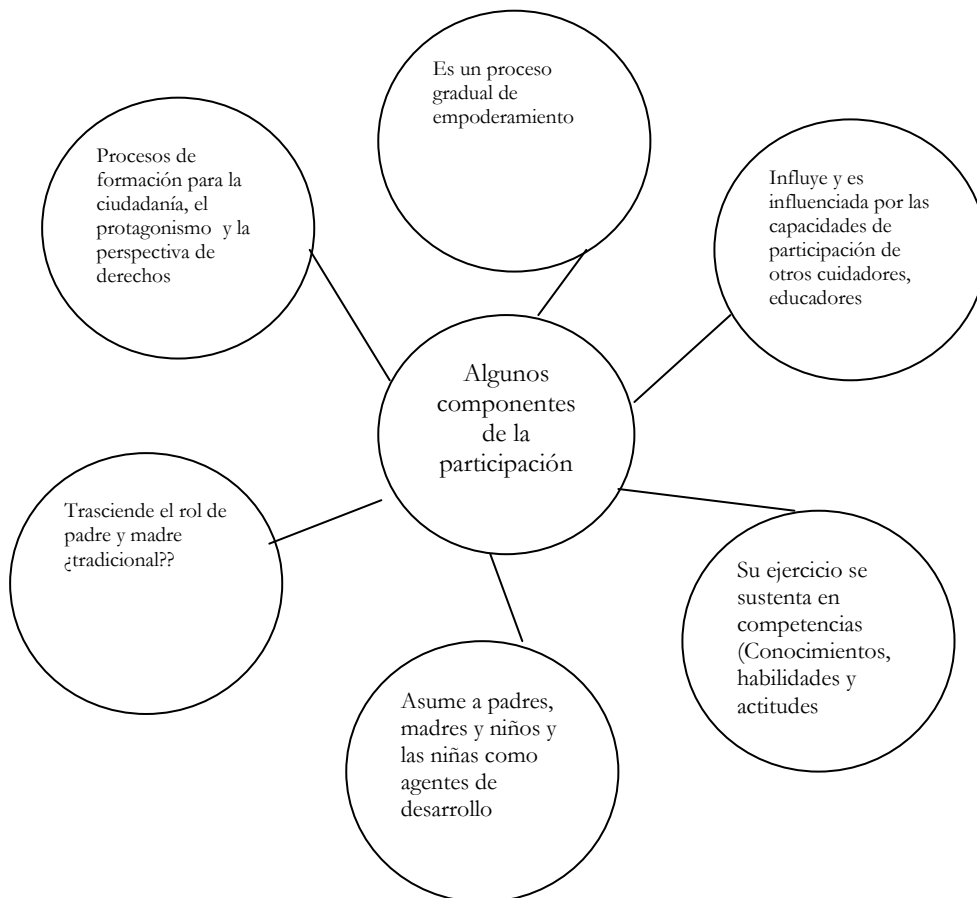 Es un proceso
gradual de
empoderamiento
Procesos de
formación para la
ciudadanía, el
protagonismo y la
perspectiva de
derechos
Influye y es
influenciada por las
capacidades de
participación de
otros cuidadores,
educadores
Algunos
componentes
de la
participación
Trasciende el rol de
padre y madre
¿tradicional??
Su ejercicio se
sustenta en
competencias
(Conocimientos,
habilidades y
actitudes
Asume a padres,
madres y niños y
las niñas como
agentes de
desarrollo